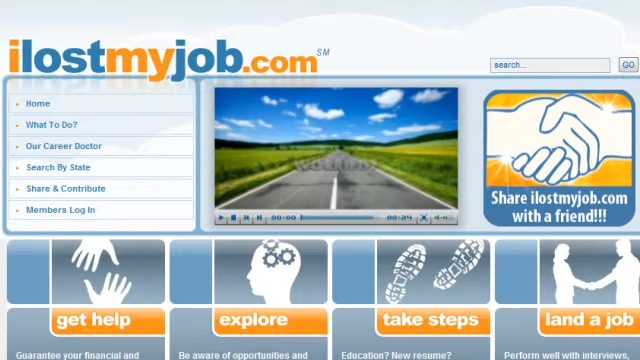 ilostmyjob.com SM
search... GO
Home
What To Do?
Our Career Doctor
Search By State
Share & Contribute
Members Log In
00:00 00:24
Share ilostmyjob.com
with a friend!!!
get help
explore
take steps
land a job
Guarantee your financial and
Be aware of opportunities and
Education? New resume?
Perform well with interviews,